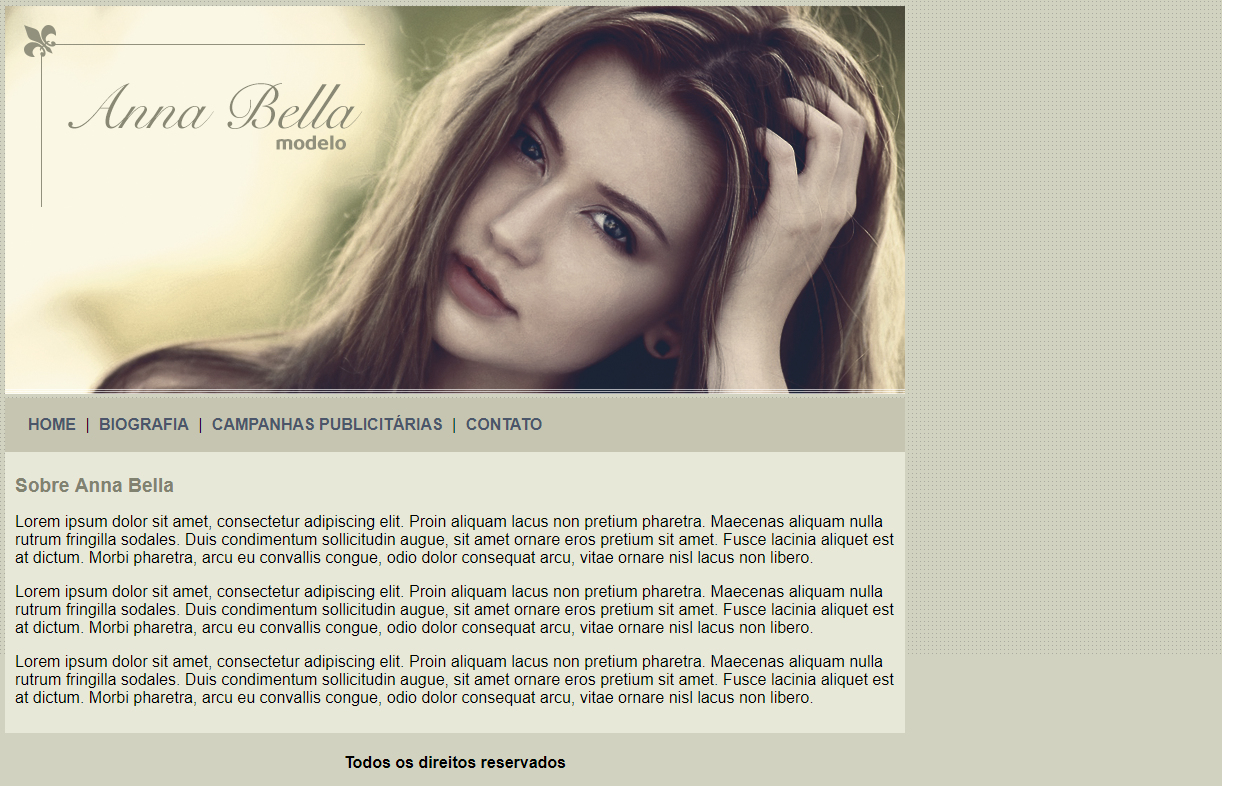 Anna Bella
modelo
HOME | BIOGRAFIA | CAMPANHAS PUBLICITÁRIAS | CONTATO
Sobre Anna Bella
Lorem ipsum dolor sit amet, consectetur adipiscing elit. Proin aliquam lacus non pretium pharetra. Maecenas aliquam nulla
rutrum fringilla sodales. Duis condimentum sollicitudin augue, sit amet ornare eros pretium sit amet. Fusce lacinia aliquet est
at dictum. Morbi pharetra, arcu eu convallis congue, odio dolor consequat arcu, vitae ornare nisl lacus non libero.
Lorem ipsum dolor sit amet, consectetur adipiscing elit. Proin aliquam lacus non pretium pharetra. Maecenas aliquam nulla
rutrum fringilla sodales. Duis condimentum sollicitudin augue, sit amet ornare eros pretium sit amet. Fusce lacinia aliquet est
at dictum. Morbi pharetra, arcu eu convallis congue, odio dolor consequat arcu, vitae ornare nisl lacus non libero.
Lorem ipsum dolor sit amet, consectetur adipiscing elit. Proin aliquam lacus non pretium pharetra. Maecenas aliquam nulla
rutrum fringilla sodales. Duis condimentum sollicitudin augue, sit amet ornare eros pretium sit amet. Fusce lacinia aliquet est
at dictum. Morbi pharetra, arcu eu convallis congue, odio dolor consequat arcu, vitae ornare nisl lacus non libero.
Todos os direitos reservados